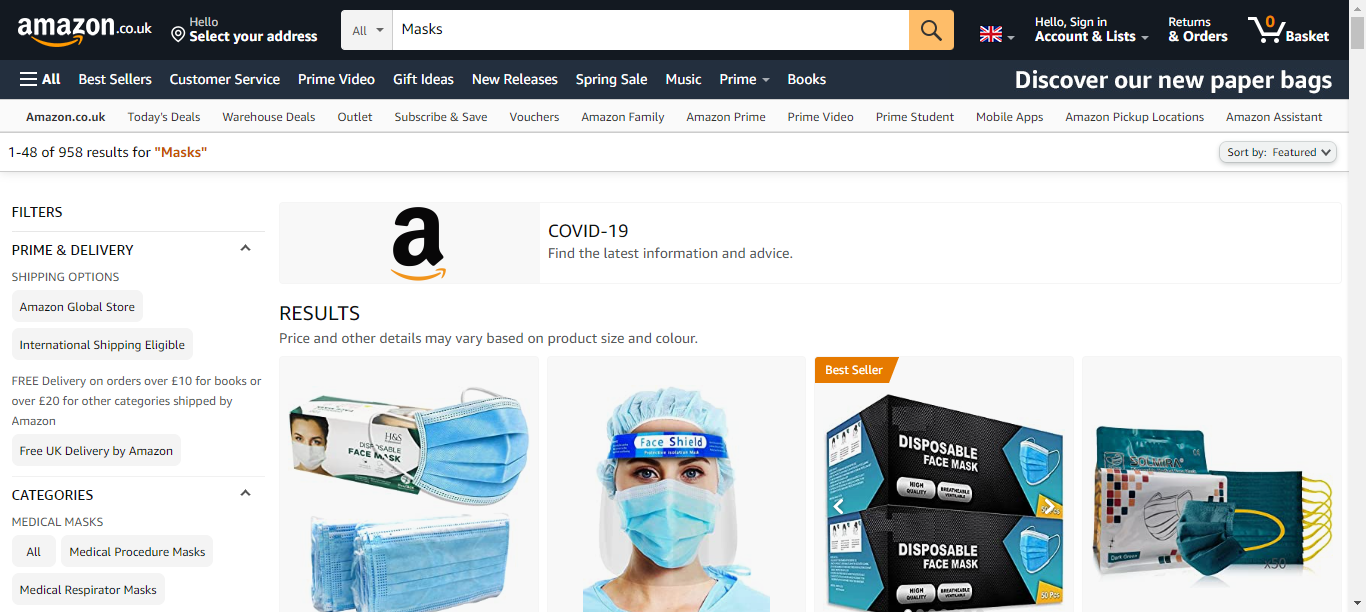 amazon.co.uk
Hello
Select your address
All
Masks
Hello, Sign in
Account & Lists
Returns
& Orders
0
Basket
All
Best Sellers
Customer Service
Prime Video
Gift Ideas
New Releases
Spring Sale
Music
Prime
Books
Discover our new paper bags
Amazon.co.uk
Today's Deals
Warehouse Deals
Outlet
Subscribe & Save
Vouchers
Amazon Family
Amazon Prime
Prime Video
Prime Student
Mobile Apps
Amazon Pickup Locations
Amazon Assistant
1-48 of 958 results for "Masks"
Sort by: Featured
FILTERS
PRIME & DELIVERY
SHIPPING OPTIONS
Amazon Global Store
International Shipping Eligible
FREE Delivery on orders over £10 for books or
over £20 for other categories shipped by
Amazon
Free UK Delivery by Amazon
CATEGORIES
MEDICAL MASKS
All
Medical Procedure Masks
Medical Respirator Masks
a
COVID-19
Find the latest information and advice.
RESULTS
Price and other details may vary based on product size and colour.
H&S
FACE MASK
Face Shield
Protection Isolation Mask
Best Seller
DISPOSABLE
FACE MASK
HIGH
QUALITY
BREATHEABLE
VENTILABLE
DISPOSABLE
FACE MASK
HIGH
QUALITY
BREATHEABLE
VENTILABLE
50 Pcs
Dark Green
x50